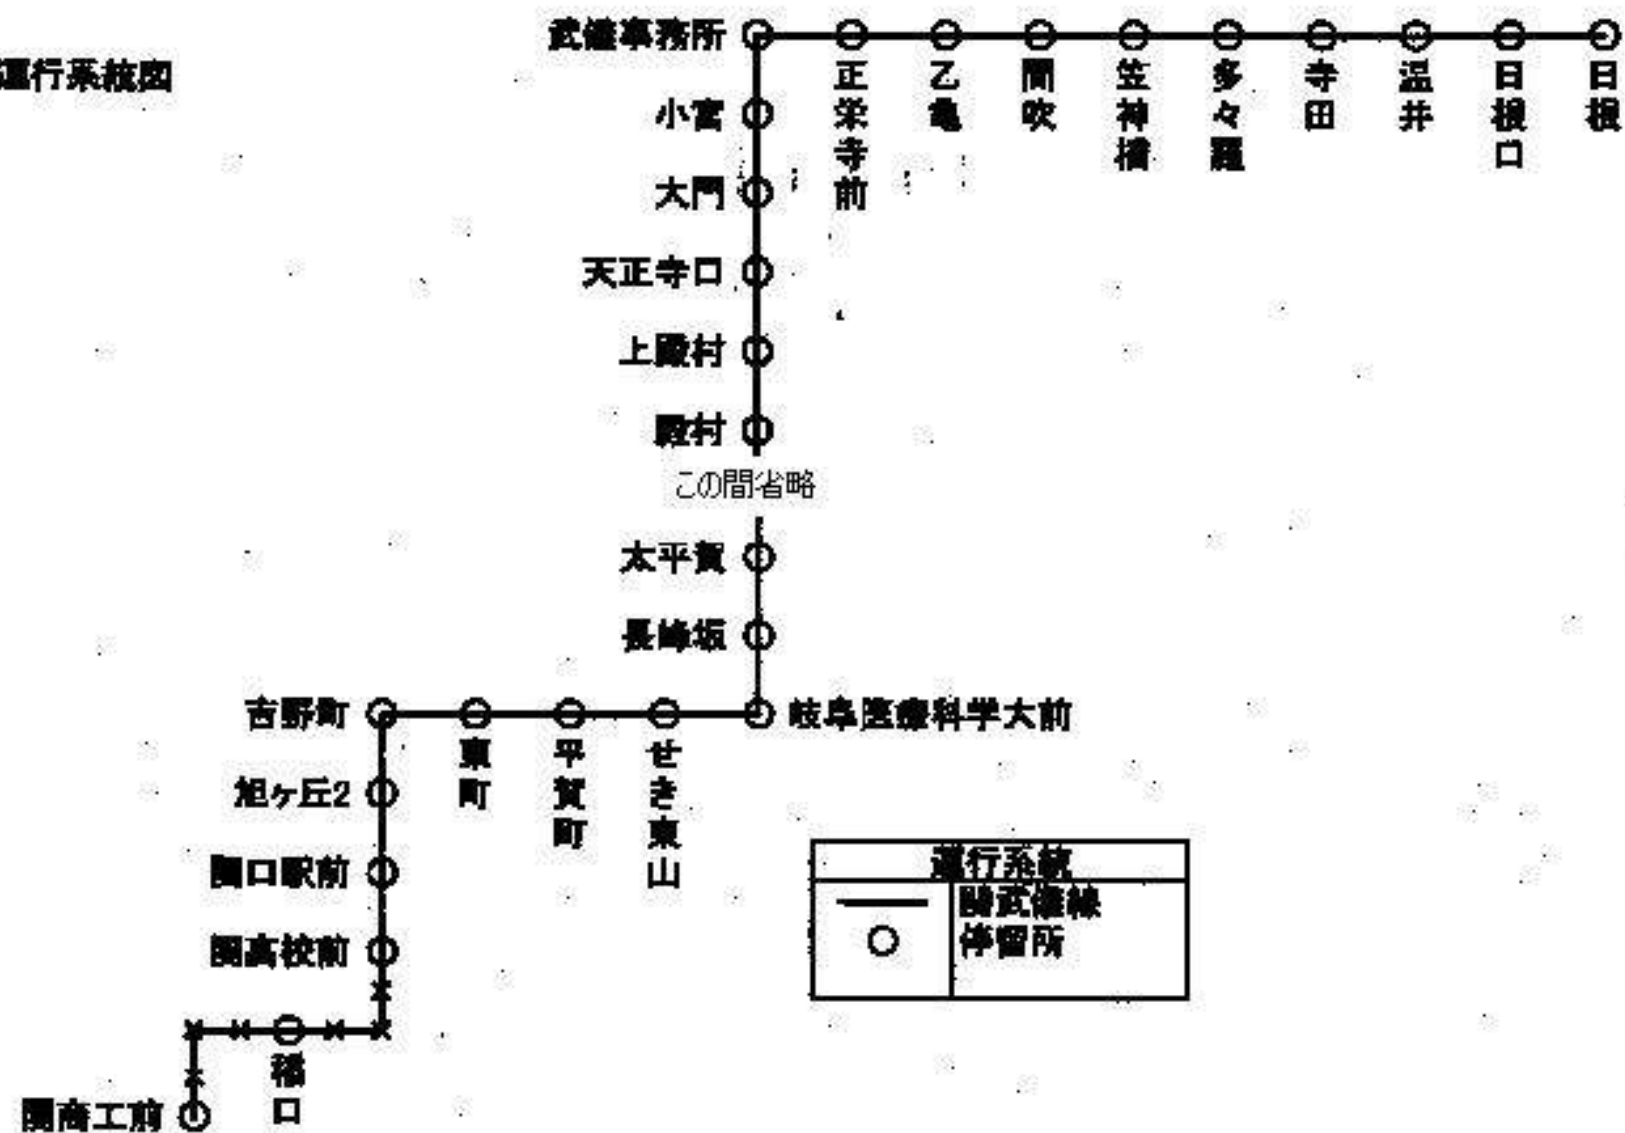 運行系統図
武儀事務所
正栄寺前
乙亀
間吹
笠神橋
多々羅
寺田
温井
日根口
日根
小宮
大門
天正寺口
上殿村
殿村
この間省略
太平賀
長峰坂
岐阜医療科学大前
せき東山
平賀町
東町
吉野町
旭ヶ丘2
関口駅前
関高校前
稲口
関商工前
運行系統
関武儀線
停留所